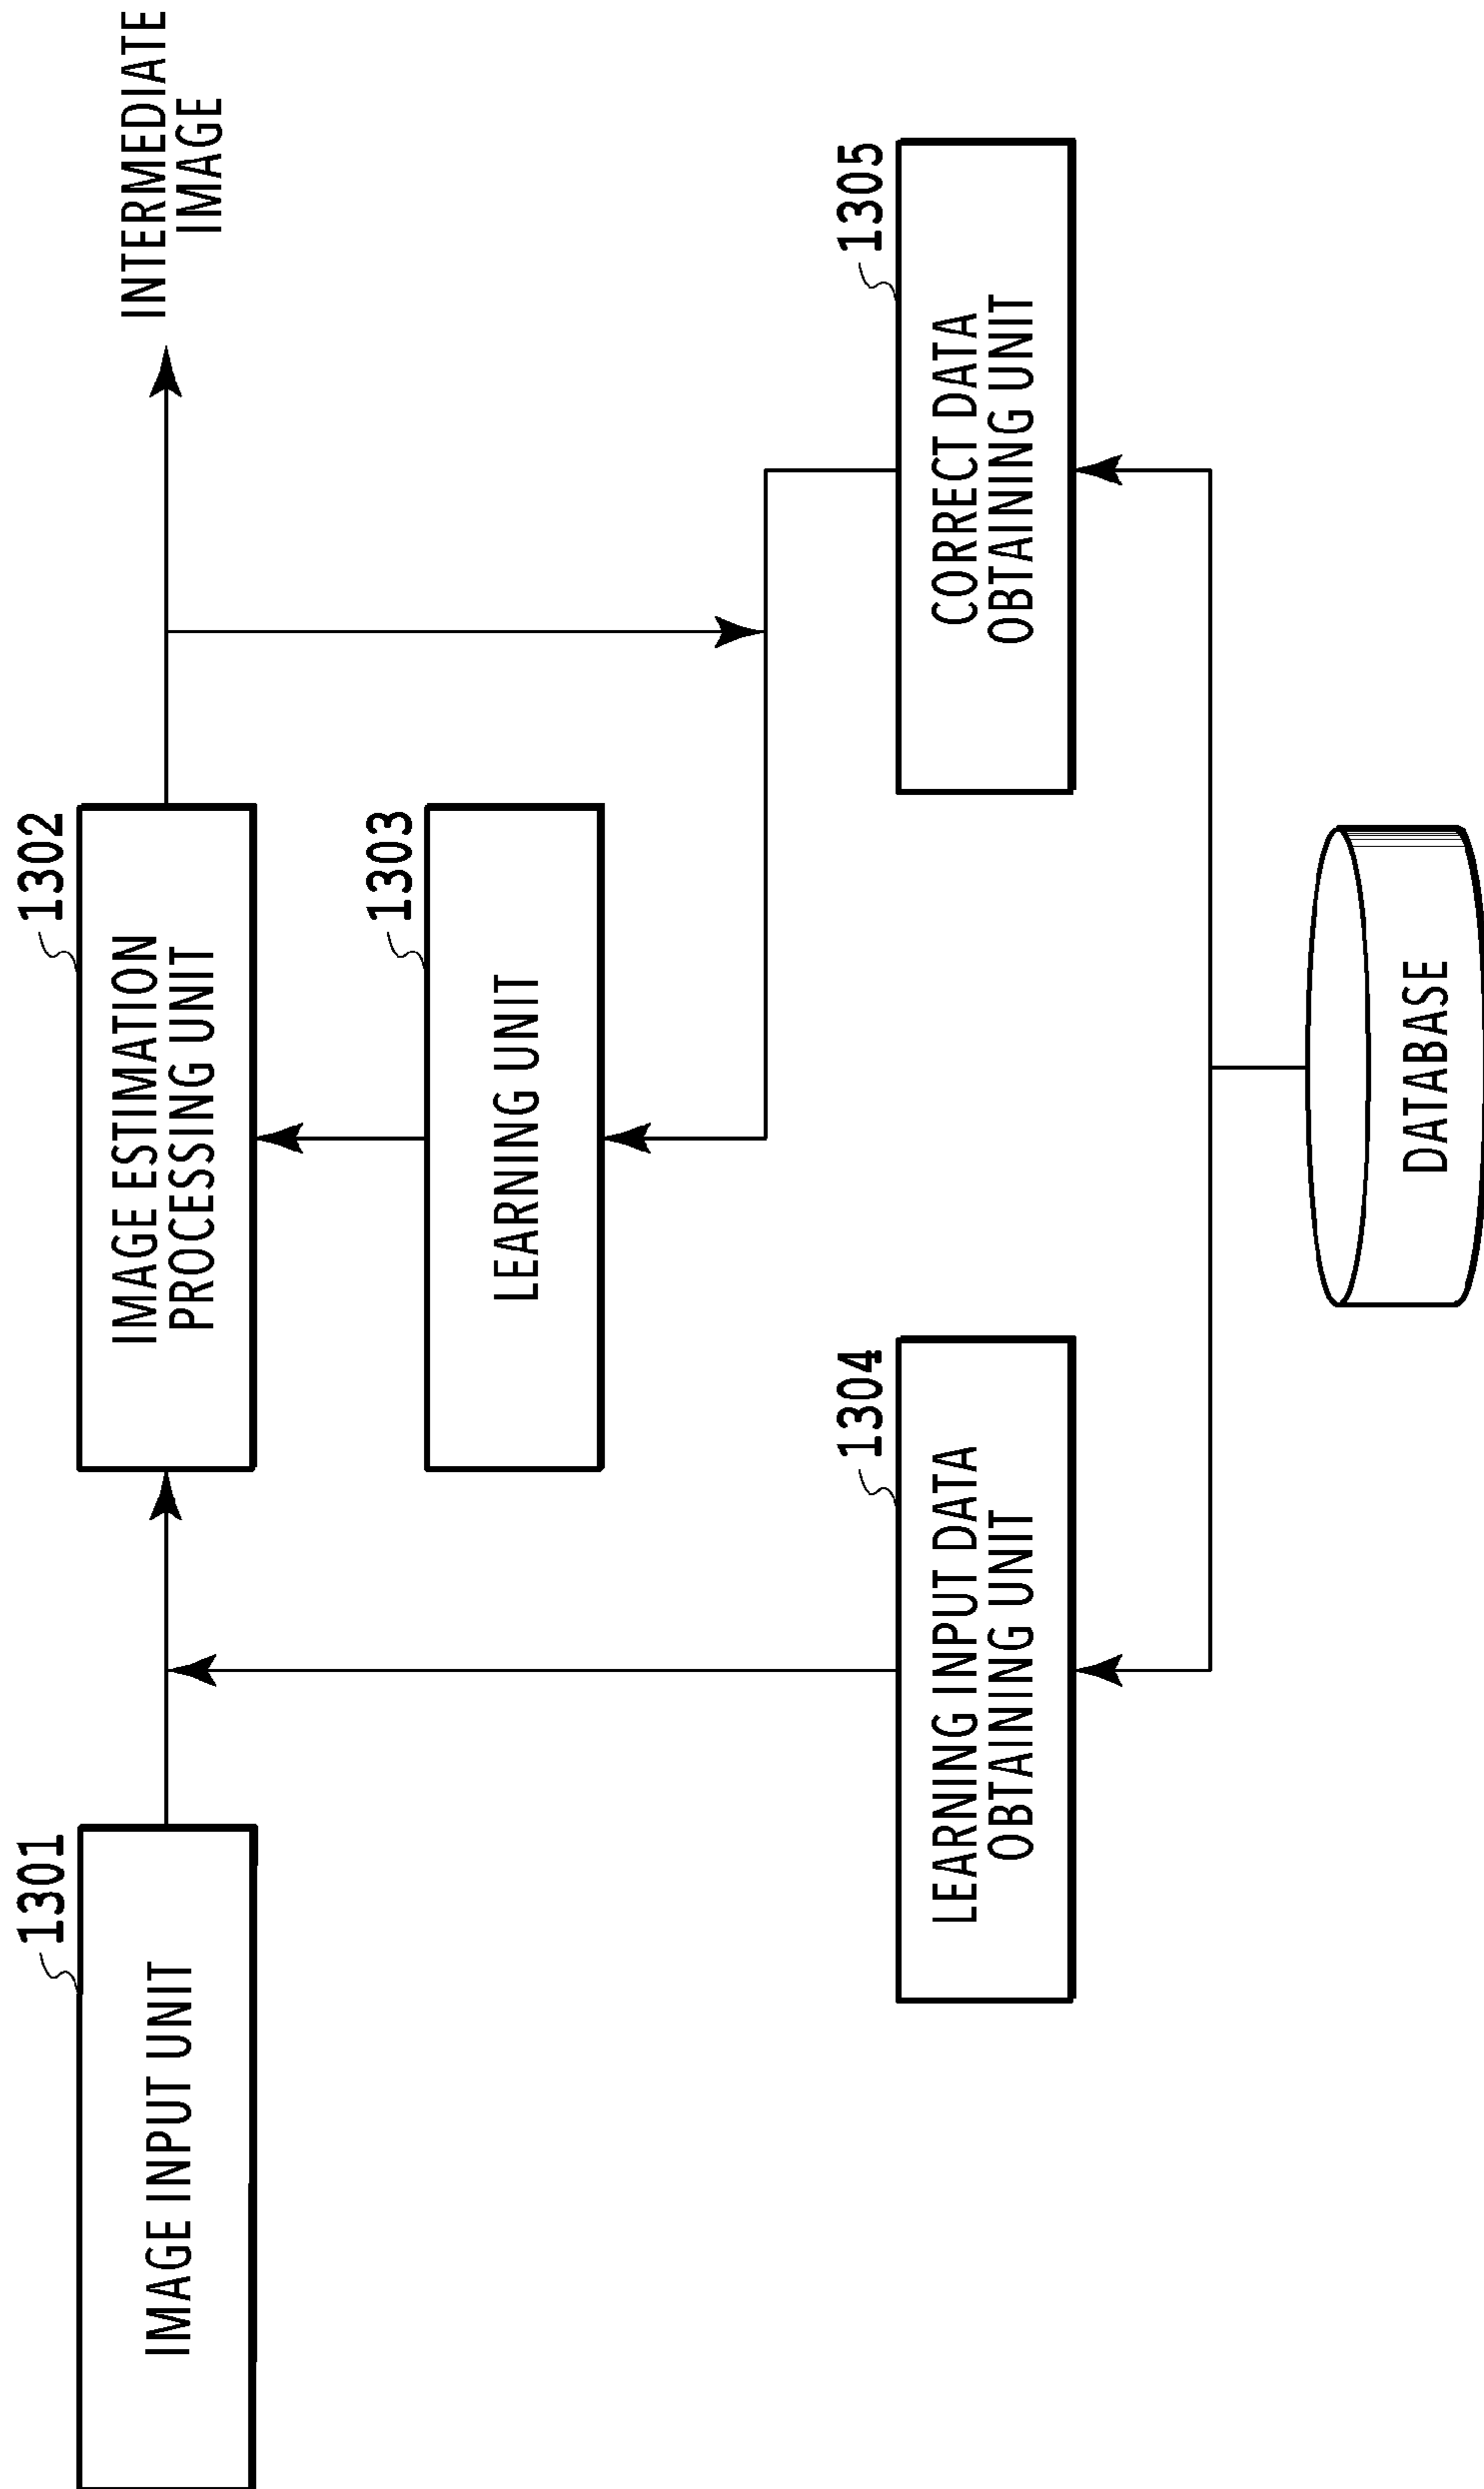 1301
IMAGE INPUT UNIT
1302
IMAGE ESTIMATION
PROCESSING UNIT
INTERMEDIATE
IMAGE
1303
LEARNING UNIT
1304
LEARNING INPUT DATA
OBTAINING UNIT
1305
CORRECT DATA
OBTAINING UNIT
DATABASE